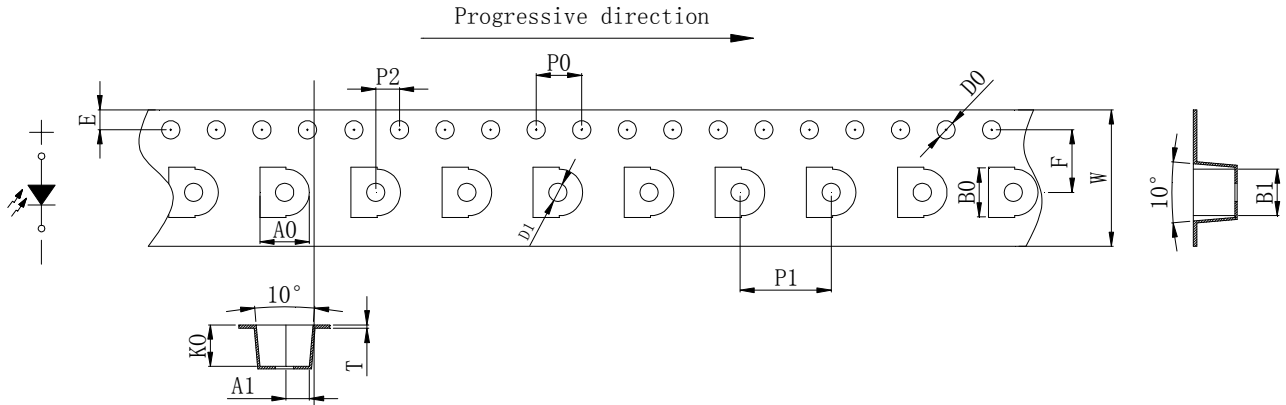 Progressive direction
P2
P0
D0
E
F
W
A0
D1
B0
P1
10°
B1
10°
K0
T
A1